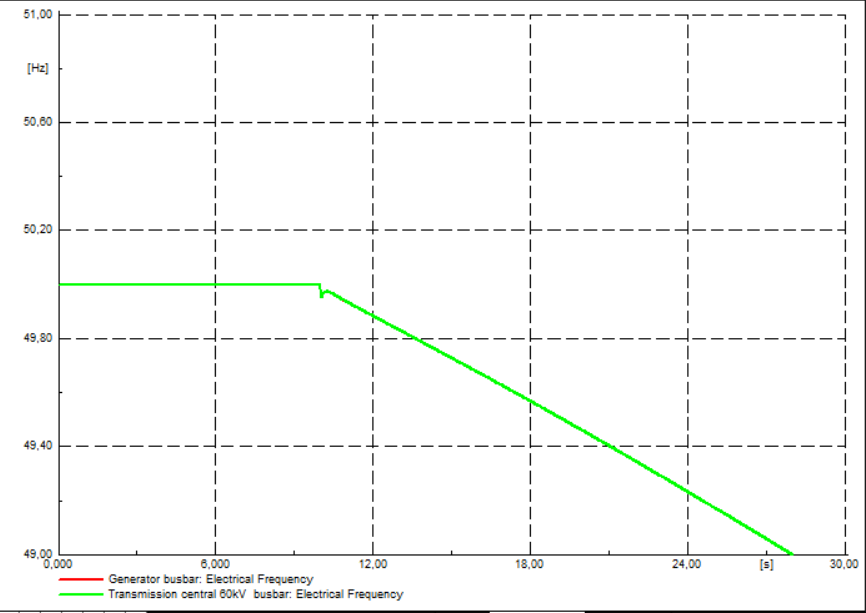 51,00
[Hz]
50,60
50,20
49,80
49,40
49,00
0,000 6,000 12,00 18,00 24,00 [s] 30,00
Generator busbar: Electrical Frequency
Transmission central 60kV busbar: Electrical Frequency